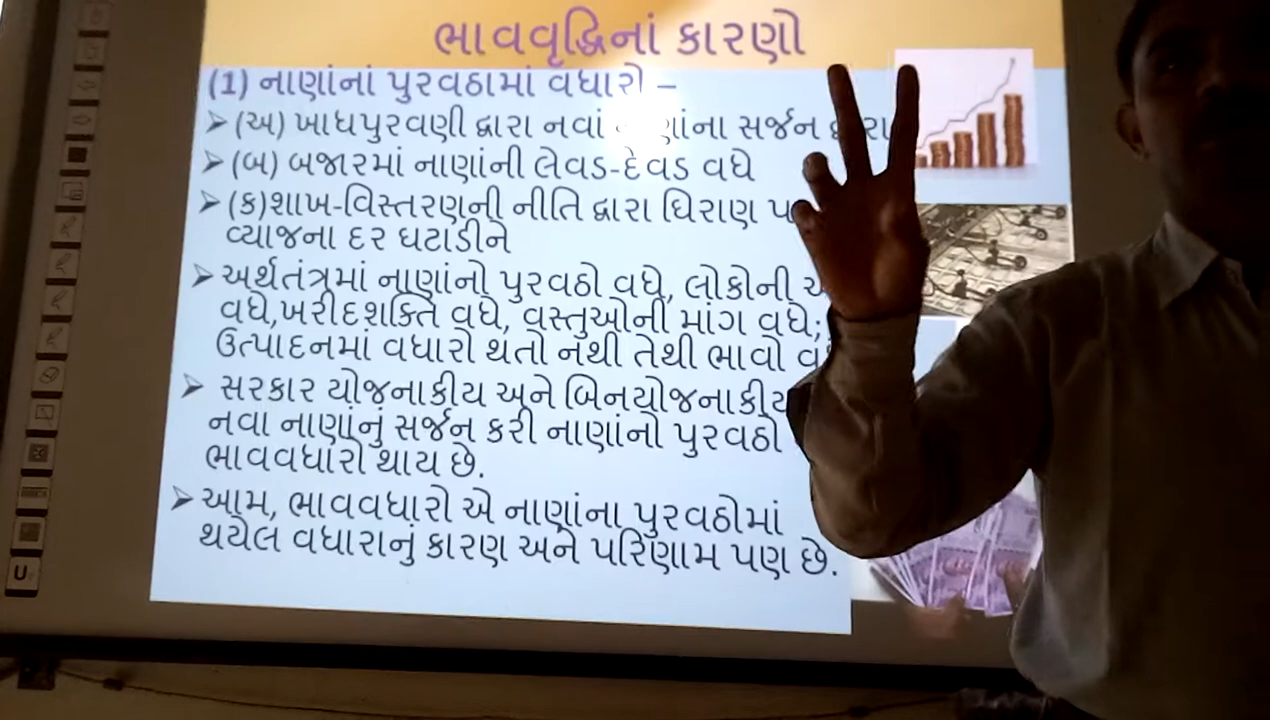 ભાવવૃદ્ધિનાં કારણો
(1) નાણાંનાં પુરવઠામાં વધારો –
➤ (અ) ખાધપુરવણી દ્વારા નવાં સર્જન
➤ (બ) બજારમાં નાણાંની લેવડ-દેવડ વધે
➤ (ક)શાખ-વિસ્તરણની નીતિ દ્વારા ધિરાણ
વ્યાજના દર ઘટાડીને
➤ અર્થતંત્રમાં નાણાંનો પુરવઠો વધે, લોકોની
વધે,ખરીદશક્તિ વધે, વસ્તુઓની માંગ વધે;
ઉત્પાદનમાં વધારો થતો નથી તેથી ભાવો
➤ સરકાર યોજનાકીય અને બિનયોજનાકીય
નવા નાણાંનું સર્જન કરી નાણાંનો પુરવઠો
ભાવવધારો થાય છે.
➤ આમ, ભાવવધારો એ નાણાંના પુરવઠોમાં
થયેલ વધારાનું કારણ અને પરિણામ પણ છે.